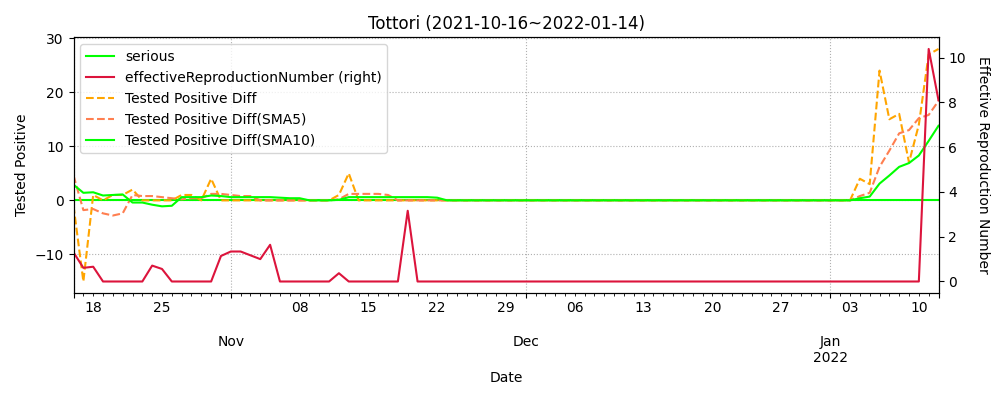 Tottori (2021-10-16~2022-01-14)
30
20
10
0
−10
Tested Positive
serious
effectiveReproductionNumber (right)
Tested Positive Diff
Tested Positive Diff(SMA5)
Tested Positive Diff(SMA10)
10
8
6
4
2
0
Effective Reproduction Number
18 25 08 15 22 29 06 13 20 27 03 10
Nov Dec Jan
2022
Date